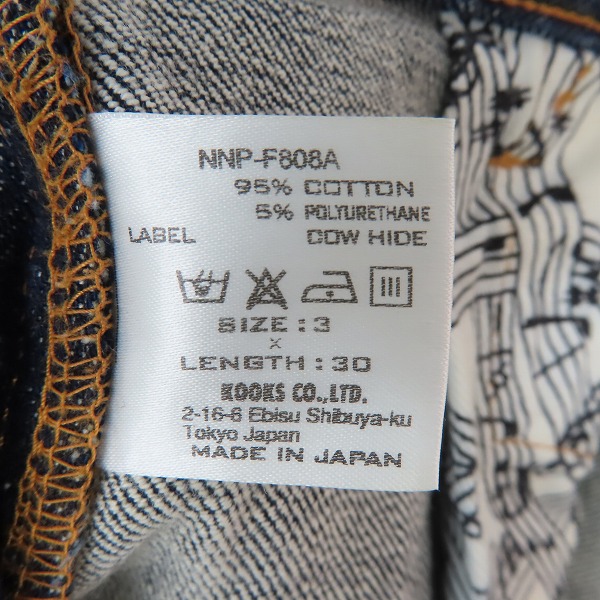 NNP-F808A
95% COTTON
5% POLYURETHANE
LABEL COW HIDE
SIZE : 3
×
LENGTH : 30
KOOKS CO., LTD.
2-16-6 Ebisu Shibuya-ku
Tokyo Japan
MADE IN JAPAN